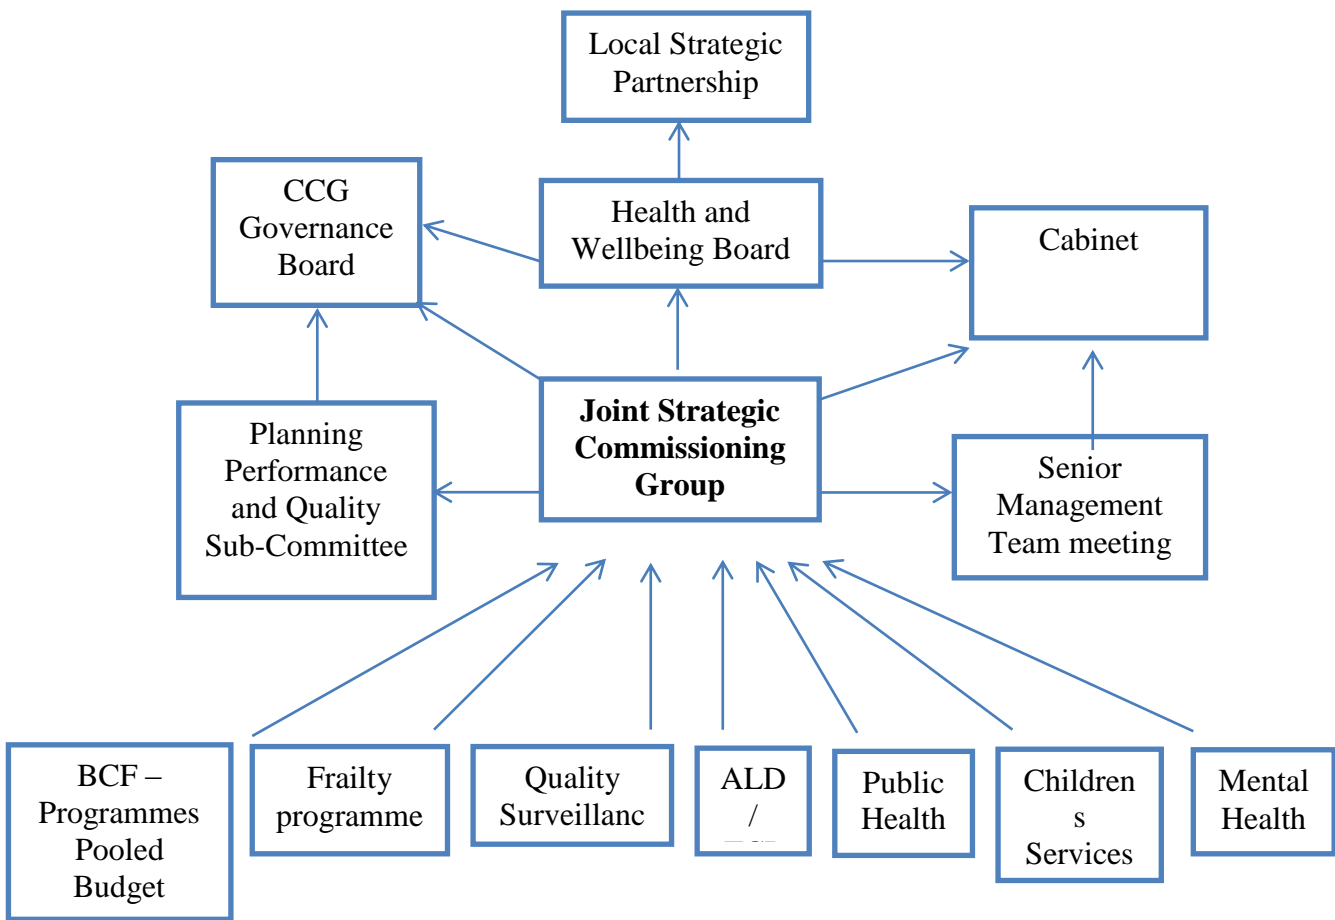 Local Strategic
Partnership
CCG
Governance
Board
Health and
Wellbeing Board
Cabinet
Planning
Performance
and Quality
Sub-Committee
Joint Strategic
Commissioning
Group
Senior
Management
Team meeting
BCF –
Programmes
Pooled
Budget
Frailty
programme
Quality
Surveillanc
ALD
/
Public
Health
Children
s
Services
Mental
Health